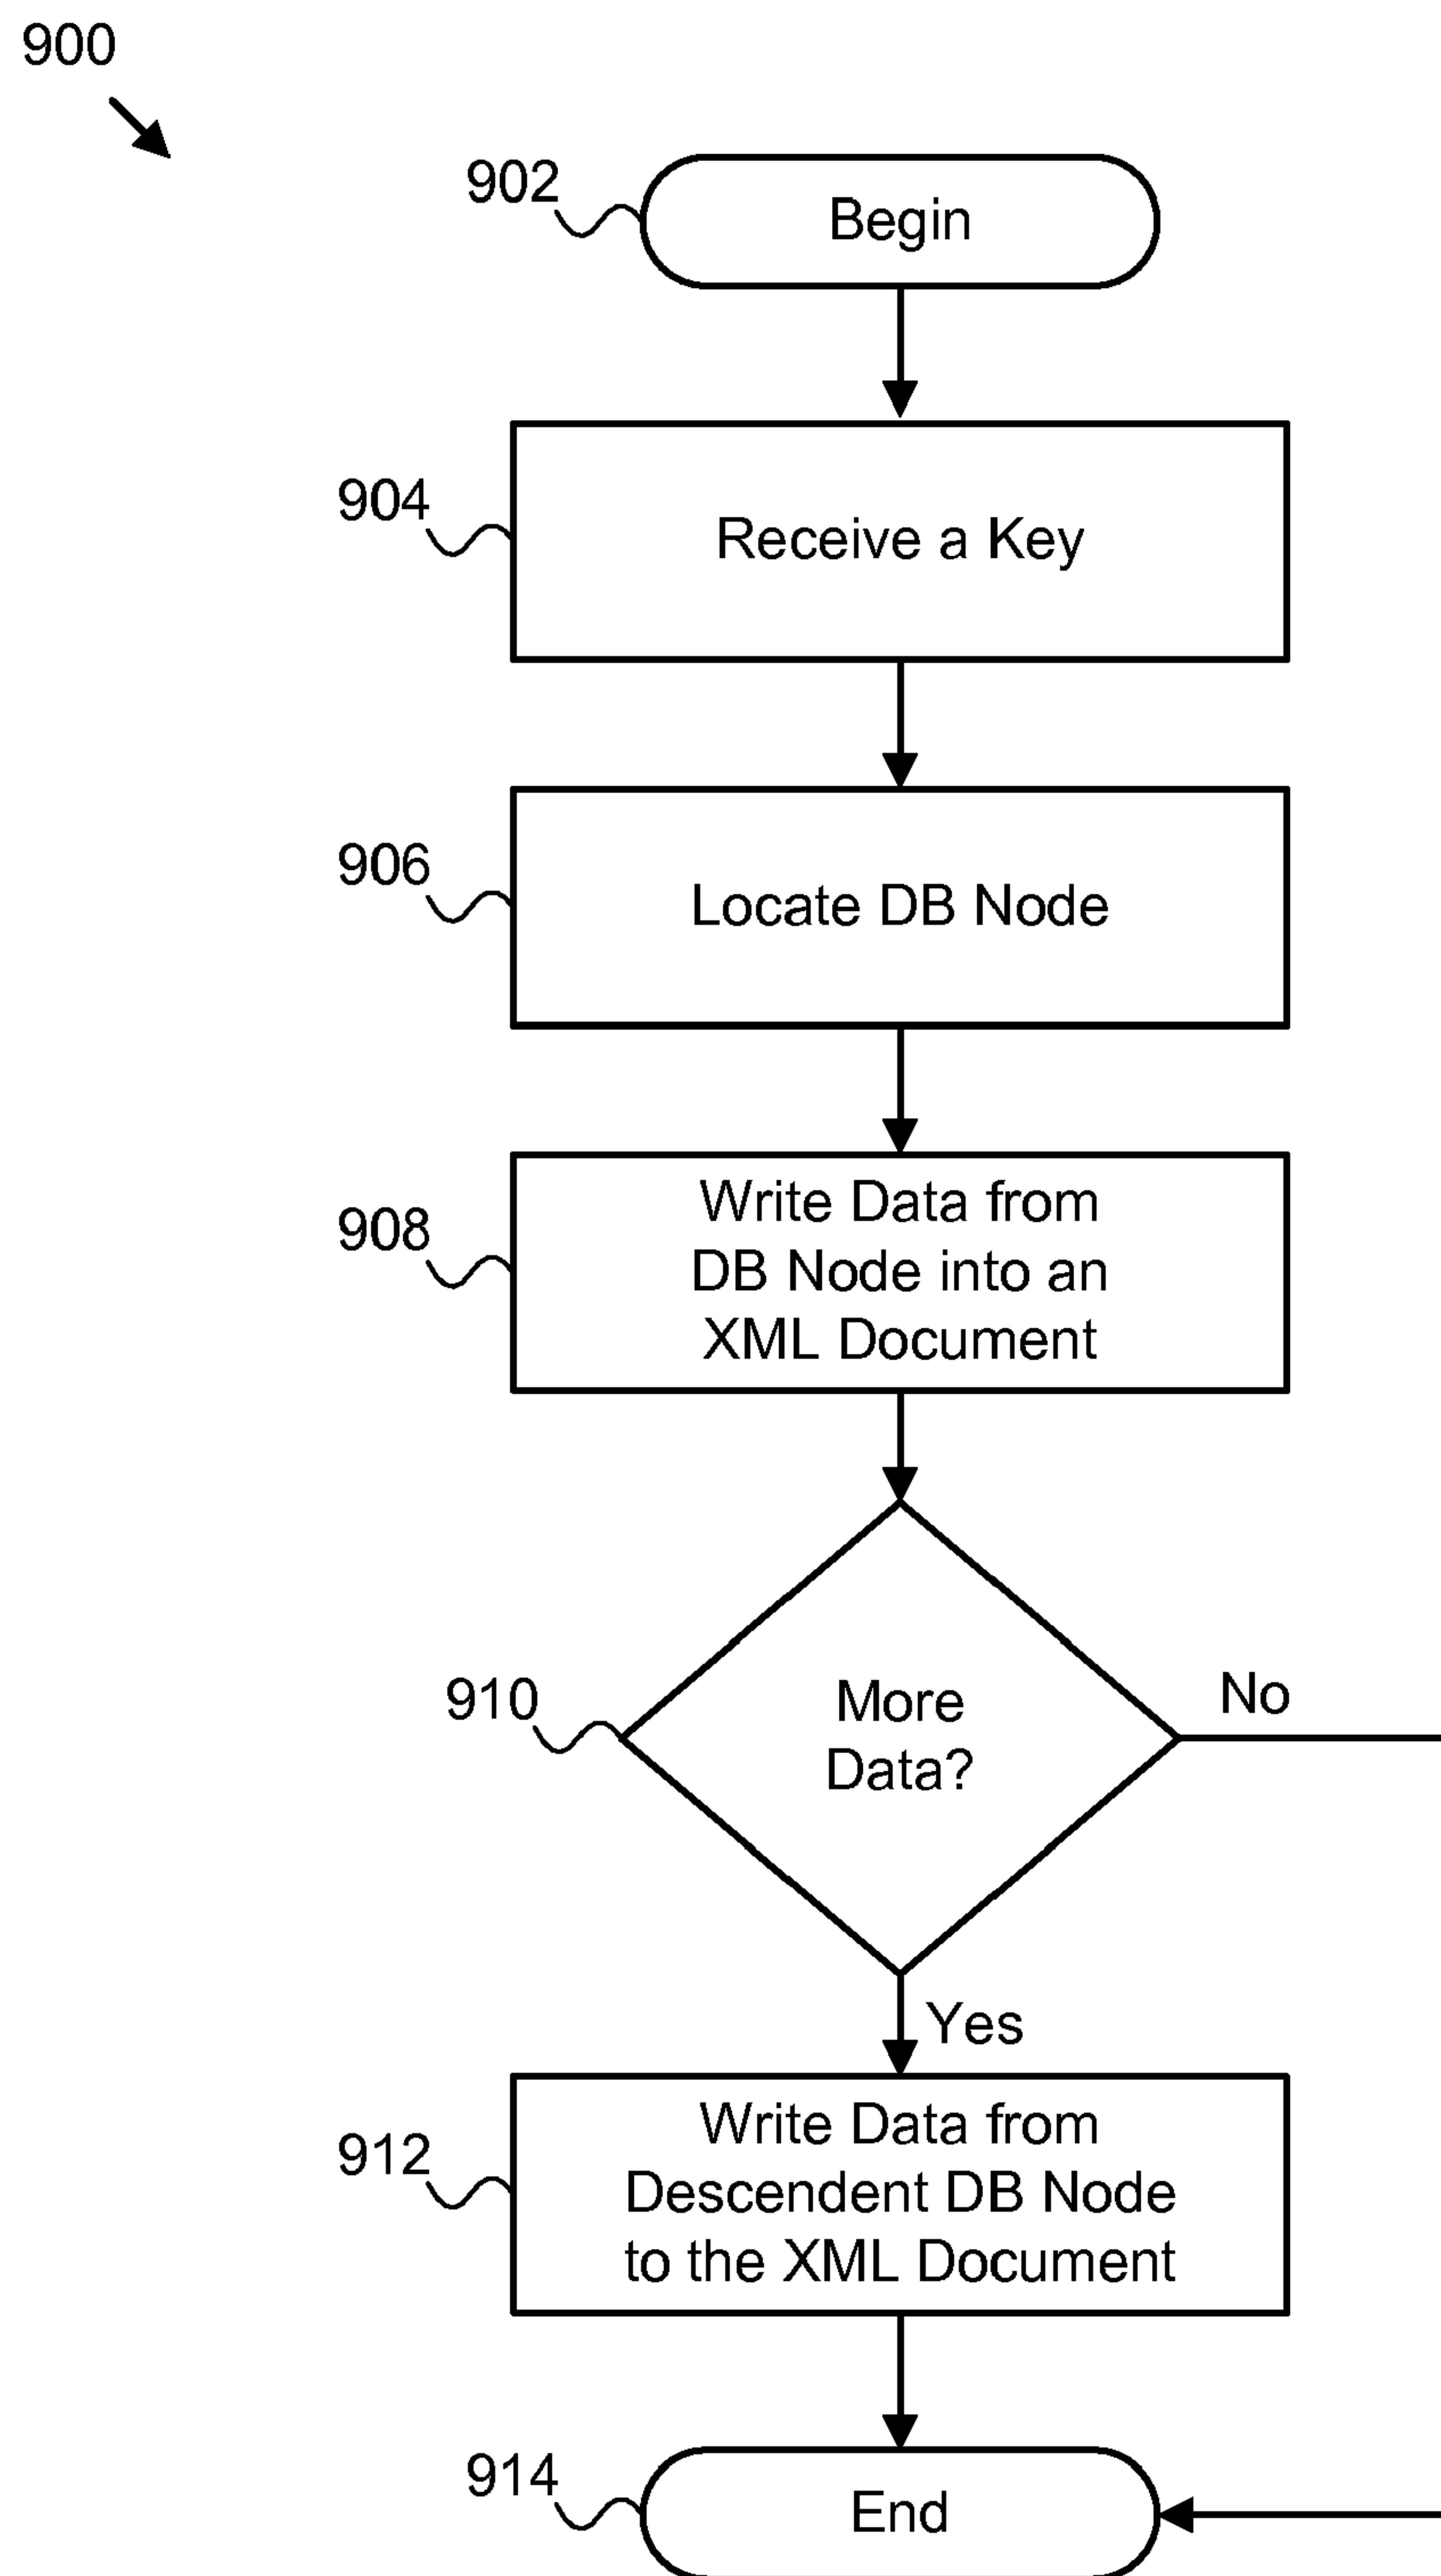 900
902
Begin
904
Receive a Key
906
Locate DB Node
908
Write Data from
DB Node into an
XML Document
910
More
Data?
No
Yes
912
Write Data from
Descendent DB Node
to the XML Document
914
End